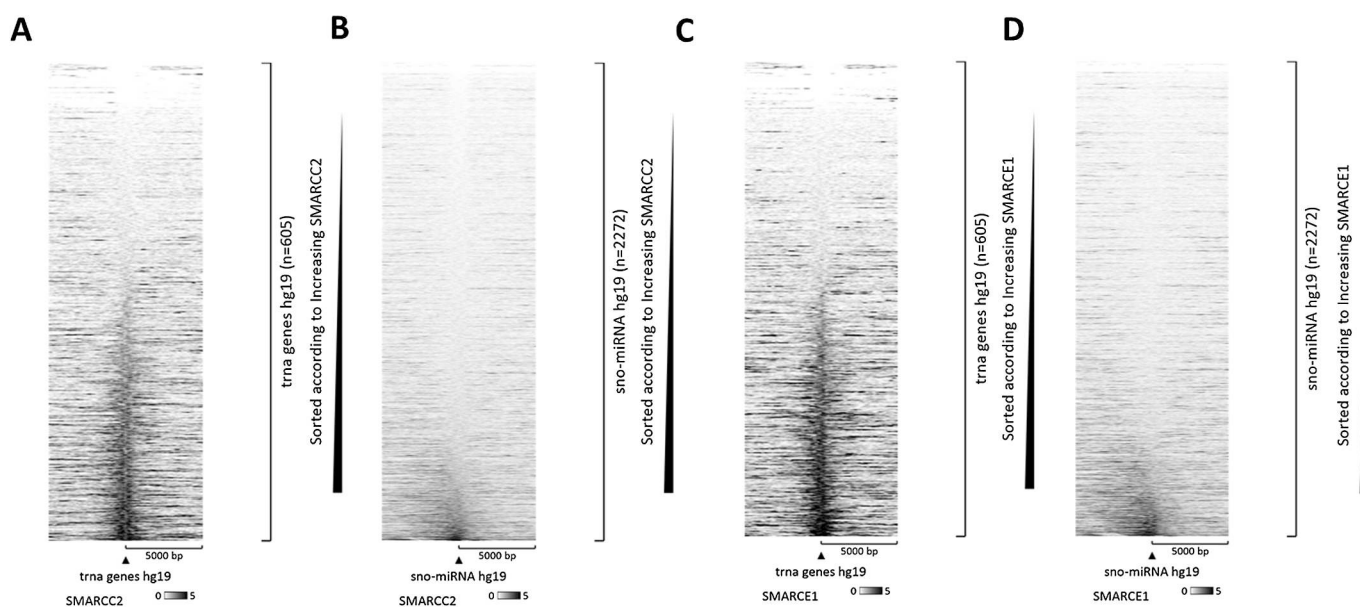 A
B
C
D
trna genes hg19 (n=605)
Sorted according to Increasing SMARCC2
sno-miRNA hg19 (n=2272)
Sorted according to Increasing SMARCC2
trna genes hg19 (n=605)
Sorted according to Increasing SMARCE1
sno-miRNA hg19 (n=2272)
Sorted according to Increasing SMARCE1
5000 bp
trna genes hg19
SMARCC2 0 5
5000 bp
sno-miRNA hg19
SMARCC2 0 5
5000 bp
trna genes hg19
SMARCE1 0 5
5000 bp
sno-miRNA hg19
SMARCE1 0 5